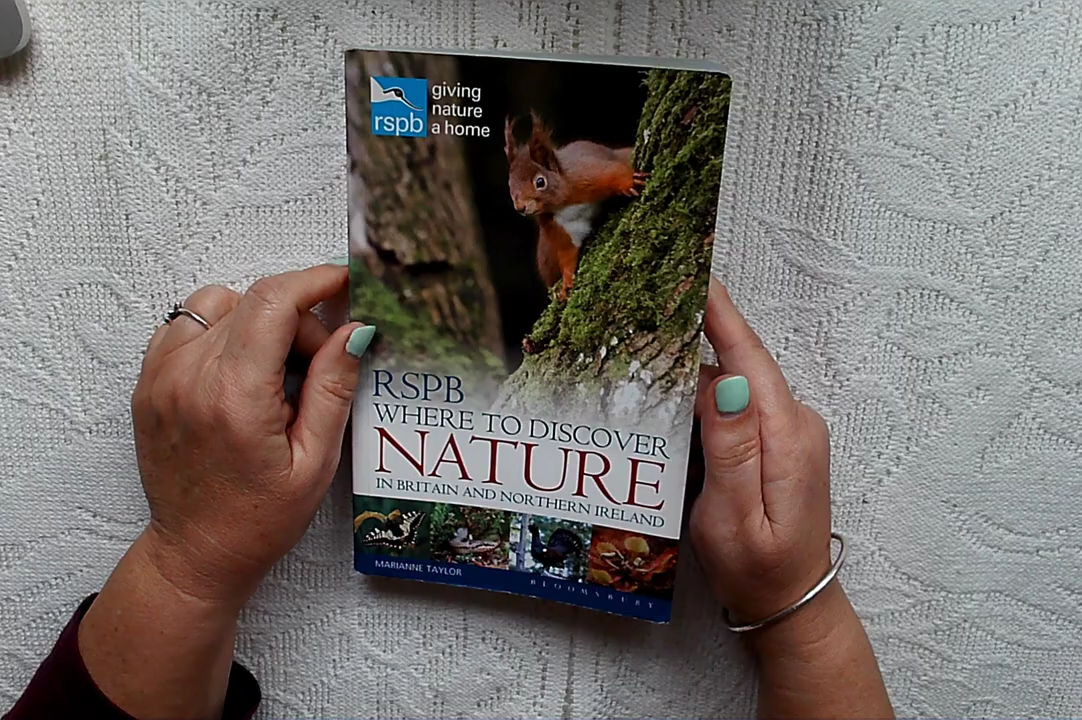 rspb
giving
nature
a home
RSPB
WHERE TO DISCOVER
NATURE
IN BRITAIN AND NORTHERN IRELAND
MARIANNE TAYLOR
BLOOMSBURY